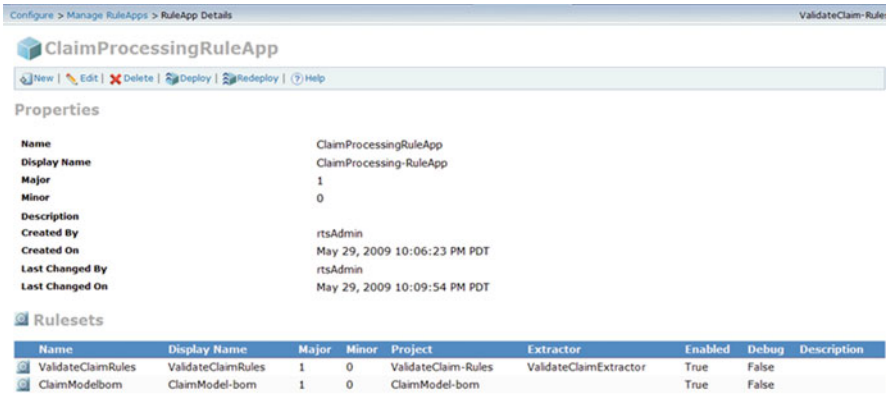 Configure > Manage RuleApps > RuleApp Details ValidateClaim-Rule
ClaimProcessingRuleApp
New | Edit | Delete | Deploy | Redeploy | Help
Properties
Name ClaimProcessingRuleApp
Display Name ClaimProcessing-RuleApp
Major 1
Minor 0
Description
Created By rtsAdmin
Created On May 29, 2009 10:06:23 PM PDT
Last Changed By rtsAdmin
Last Changed On May 29, 2009 10:09:54 PM PDT
Rulesets
Name Display Name Major Minor Project Extractor Enabled Debug Description
ValidateClaimRules ValidateClaimRules 1 0 ValidateClaim-Rules ValidateClaimExtractor True False
ClaimModelbom ClaimModel-bom 1 0 ClaimModel-bom True False